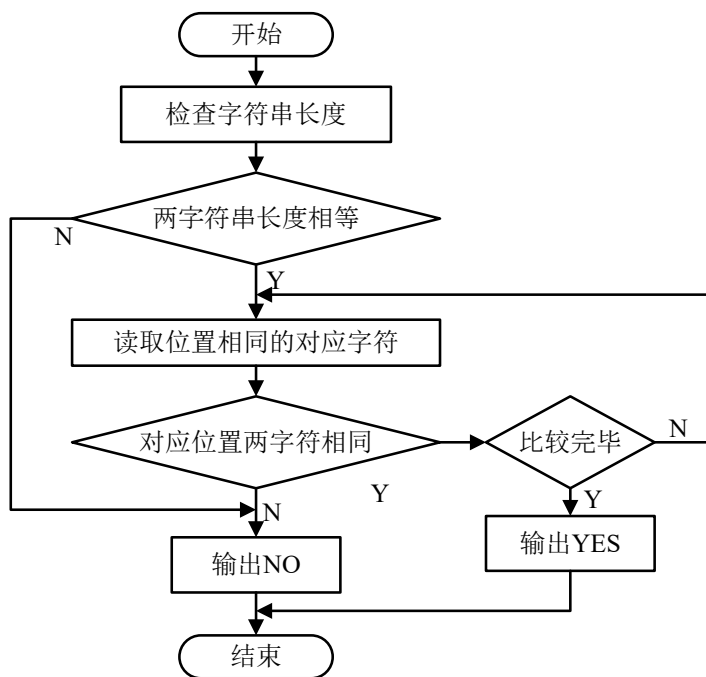 开始
检查字符串长度
两字符串长度相等
N
Y
读取位置相同的对应字符
对应位置两字符相同
比较完毕
N
Y
Y
N
输出NO
输出YES
结束